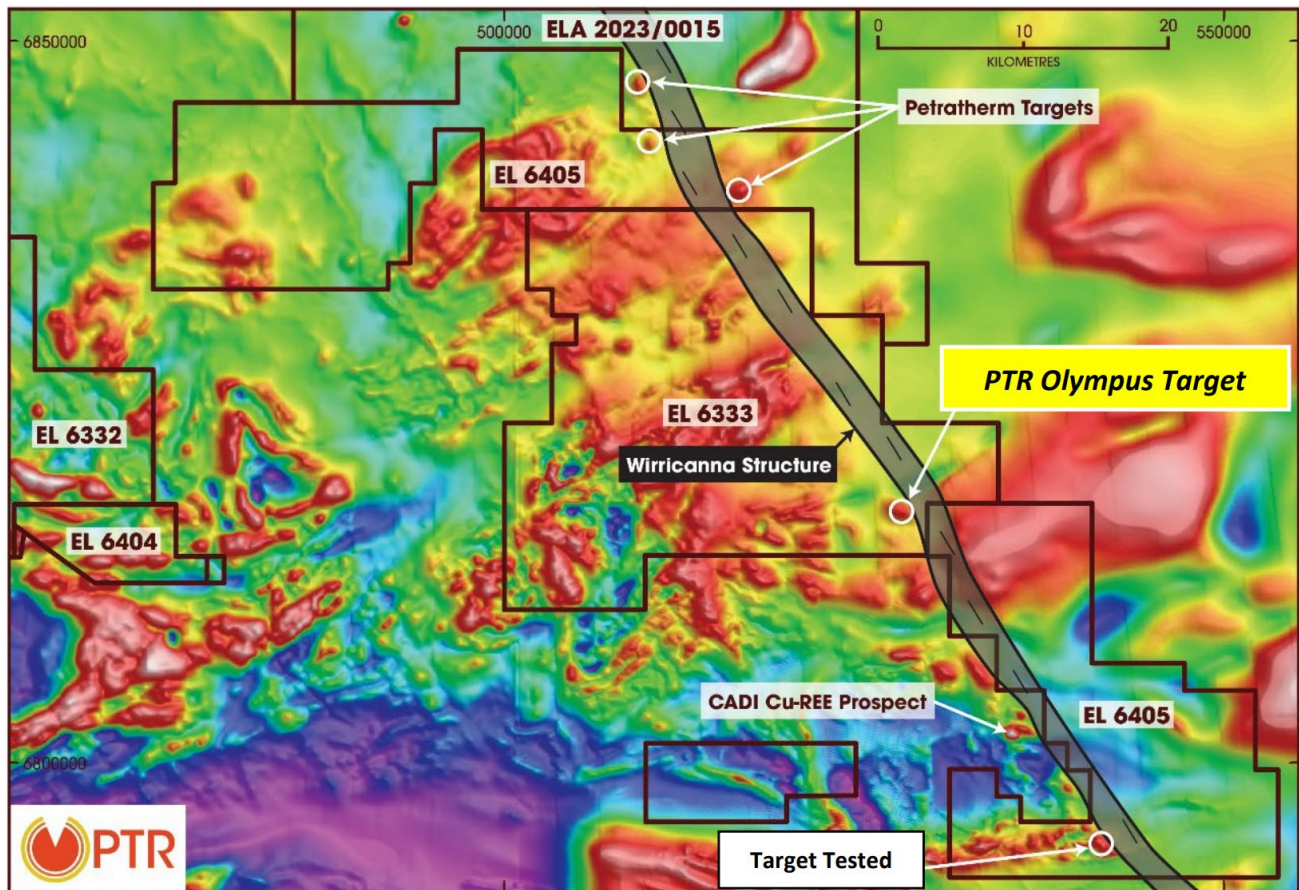 6850000
500000
ELA 2023/0015
0
10
20
KILOMETRES
550000
Petratherm Targets
EL 6405
PTR Olympus Target
EL 6333
EL 6332
Wirricanna Structure
EL 6404
CADI Cu-REE Prospect
EL 6405
6800000
PTR
Target Tested